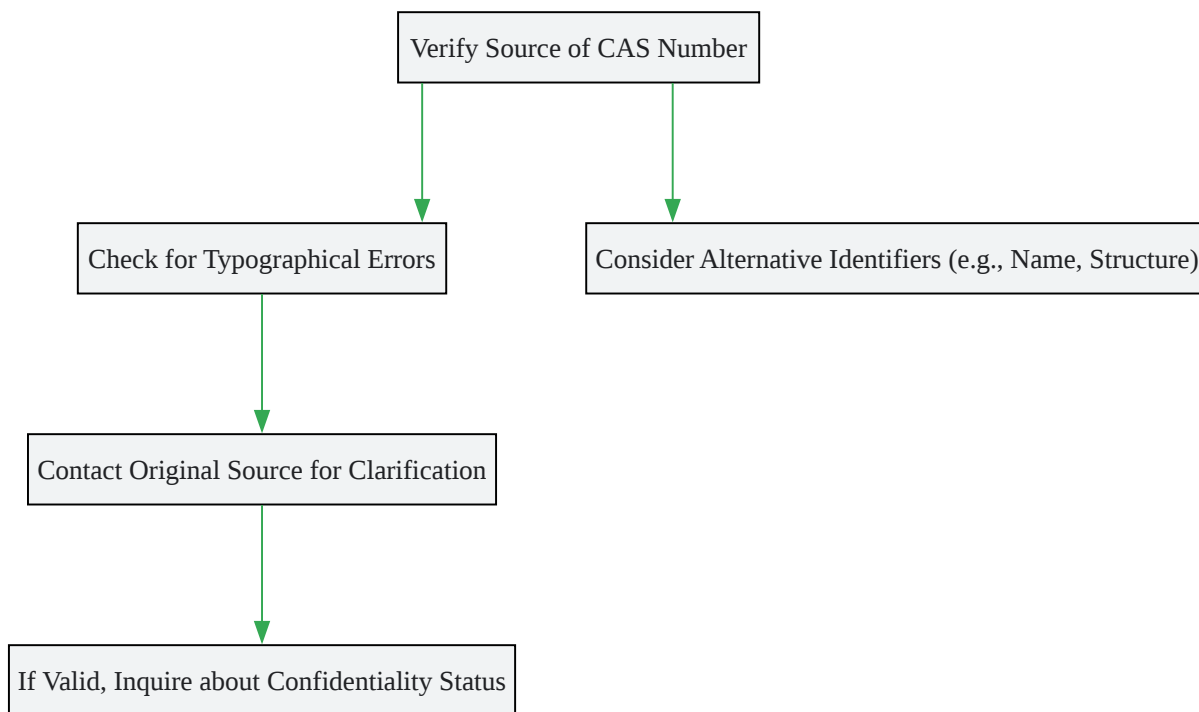 Verify Source of CAS Number
Check for Typographical Errors
Consider Alternative Identifiers (e.g., Name, Structure)
Contact Original Source for Clarification
If Valid, Inquire about Confidentiality Status